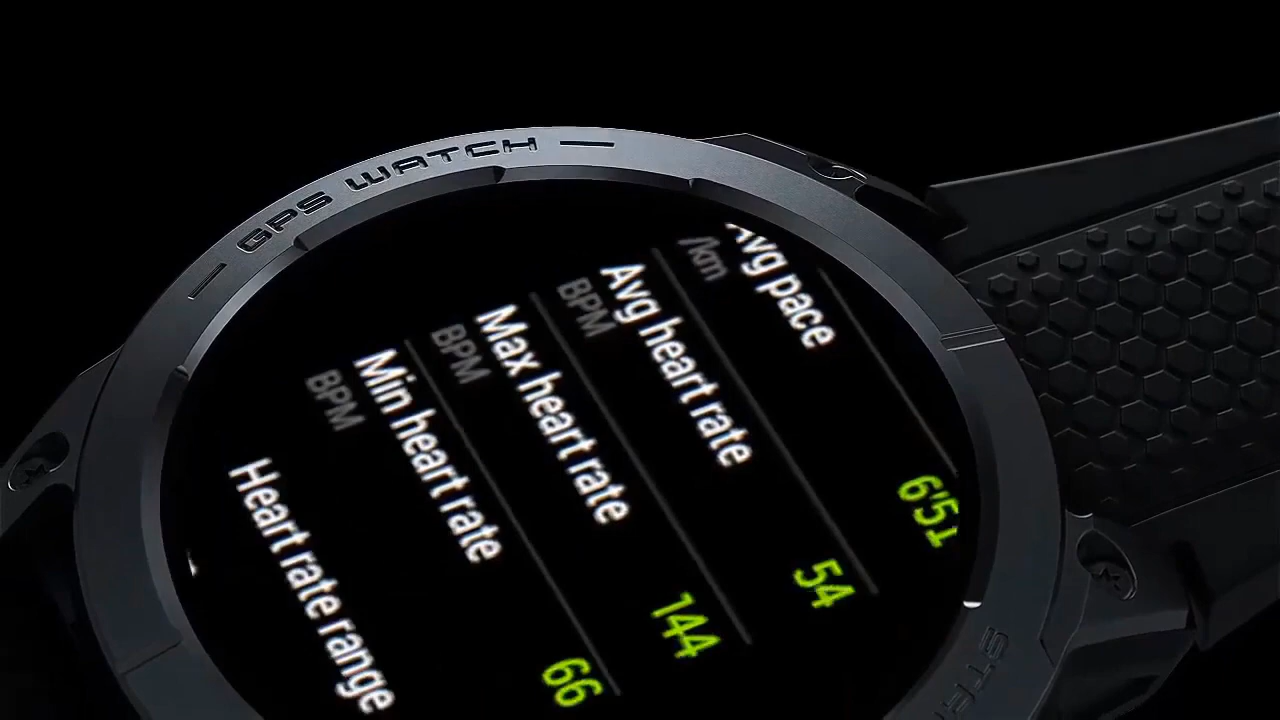 GPS WATCH
Avg pace
/km
6'51
Avg heart rate
BPM
54
Max heart rate
BPM
144
Min heart rate
BPM
66
Heart rate range